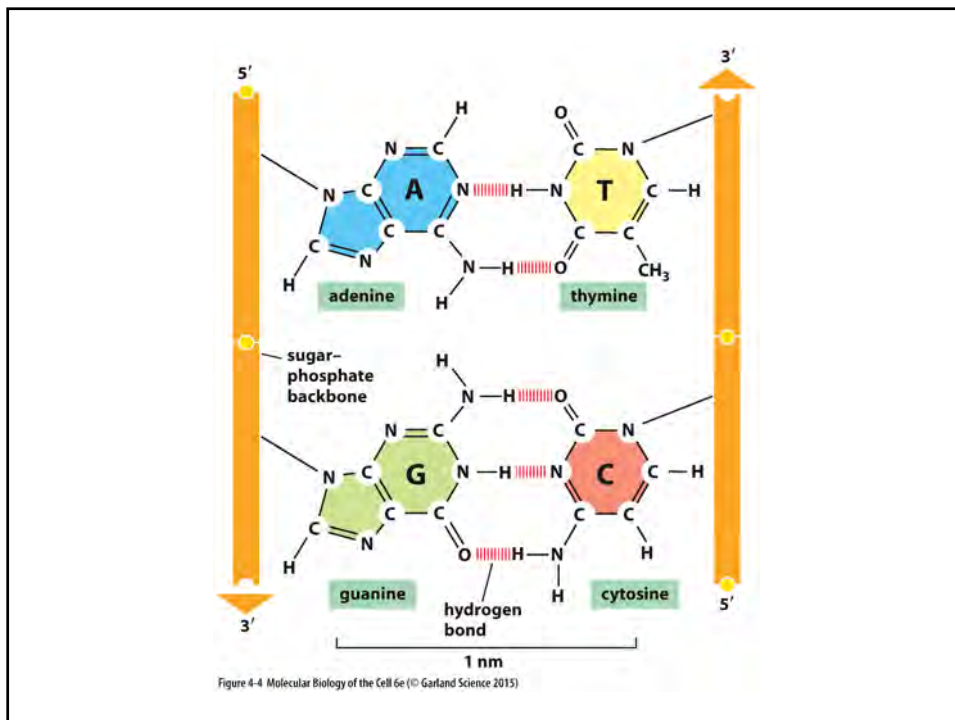 5′
3′
H
H
O
N
C
C
N
C
A
N
H
N
T
C
H
N
C
C
C
C
C
C
N
N
H
O
CH3
H
H
adenine
thymine
sugar–
phosphate
backbone
H
N
H
O
H
N
C
C
N
N
C
G
N
H
N
C
C
H
C
C
C
C
C
N
O
H
N
H
H
H
guanine
cytosine
hydrogen
bond
5′
3′
1 nm
Figure 4-4 Molecular Biology of the Cell 6e (© Garland Science 2015)